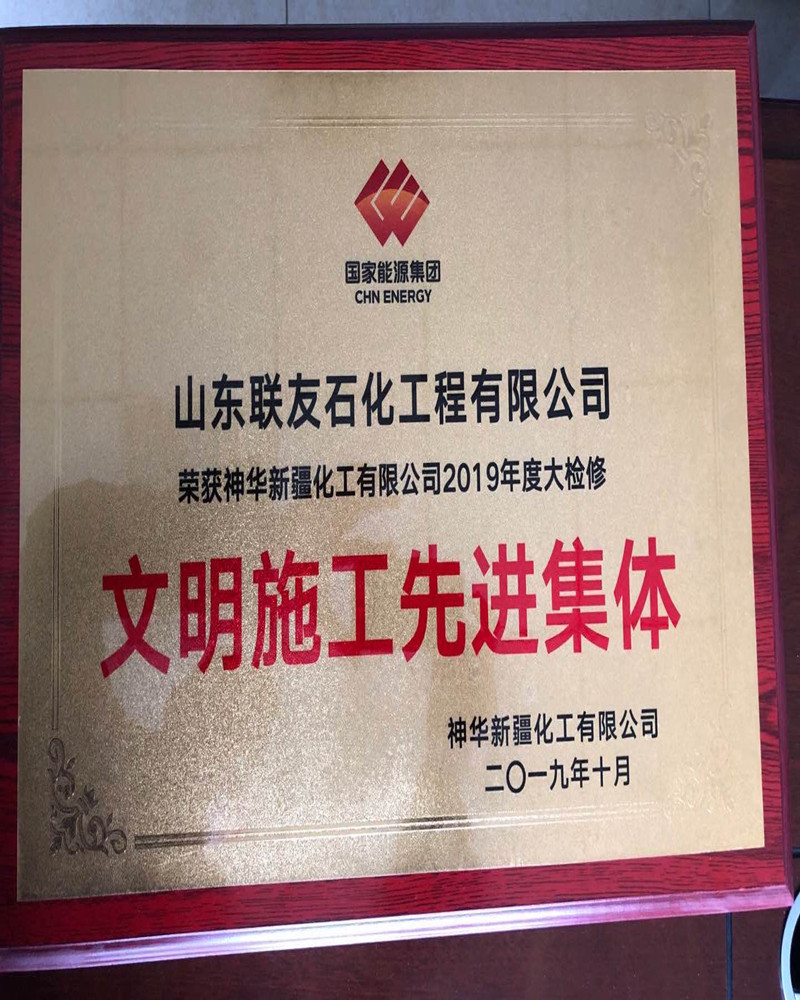 国家能源集团
CHN ENERGY
山东联友石化工程有限公司
荣获神华新疆化工有限公司2019年度大检修
文明施工先进集体
神华新疆化工有限公司
二〇一九年十月